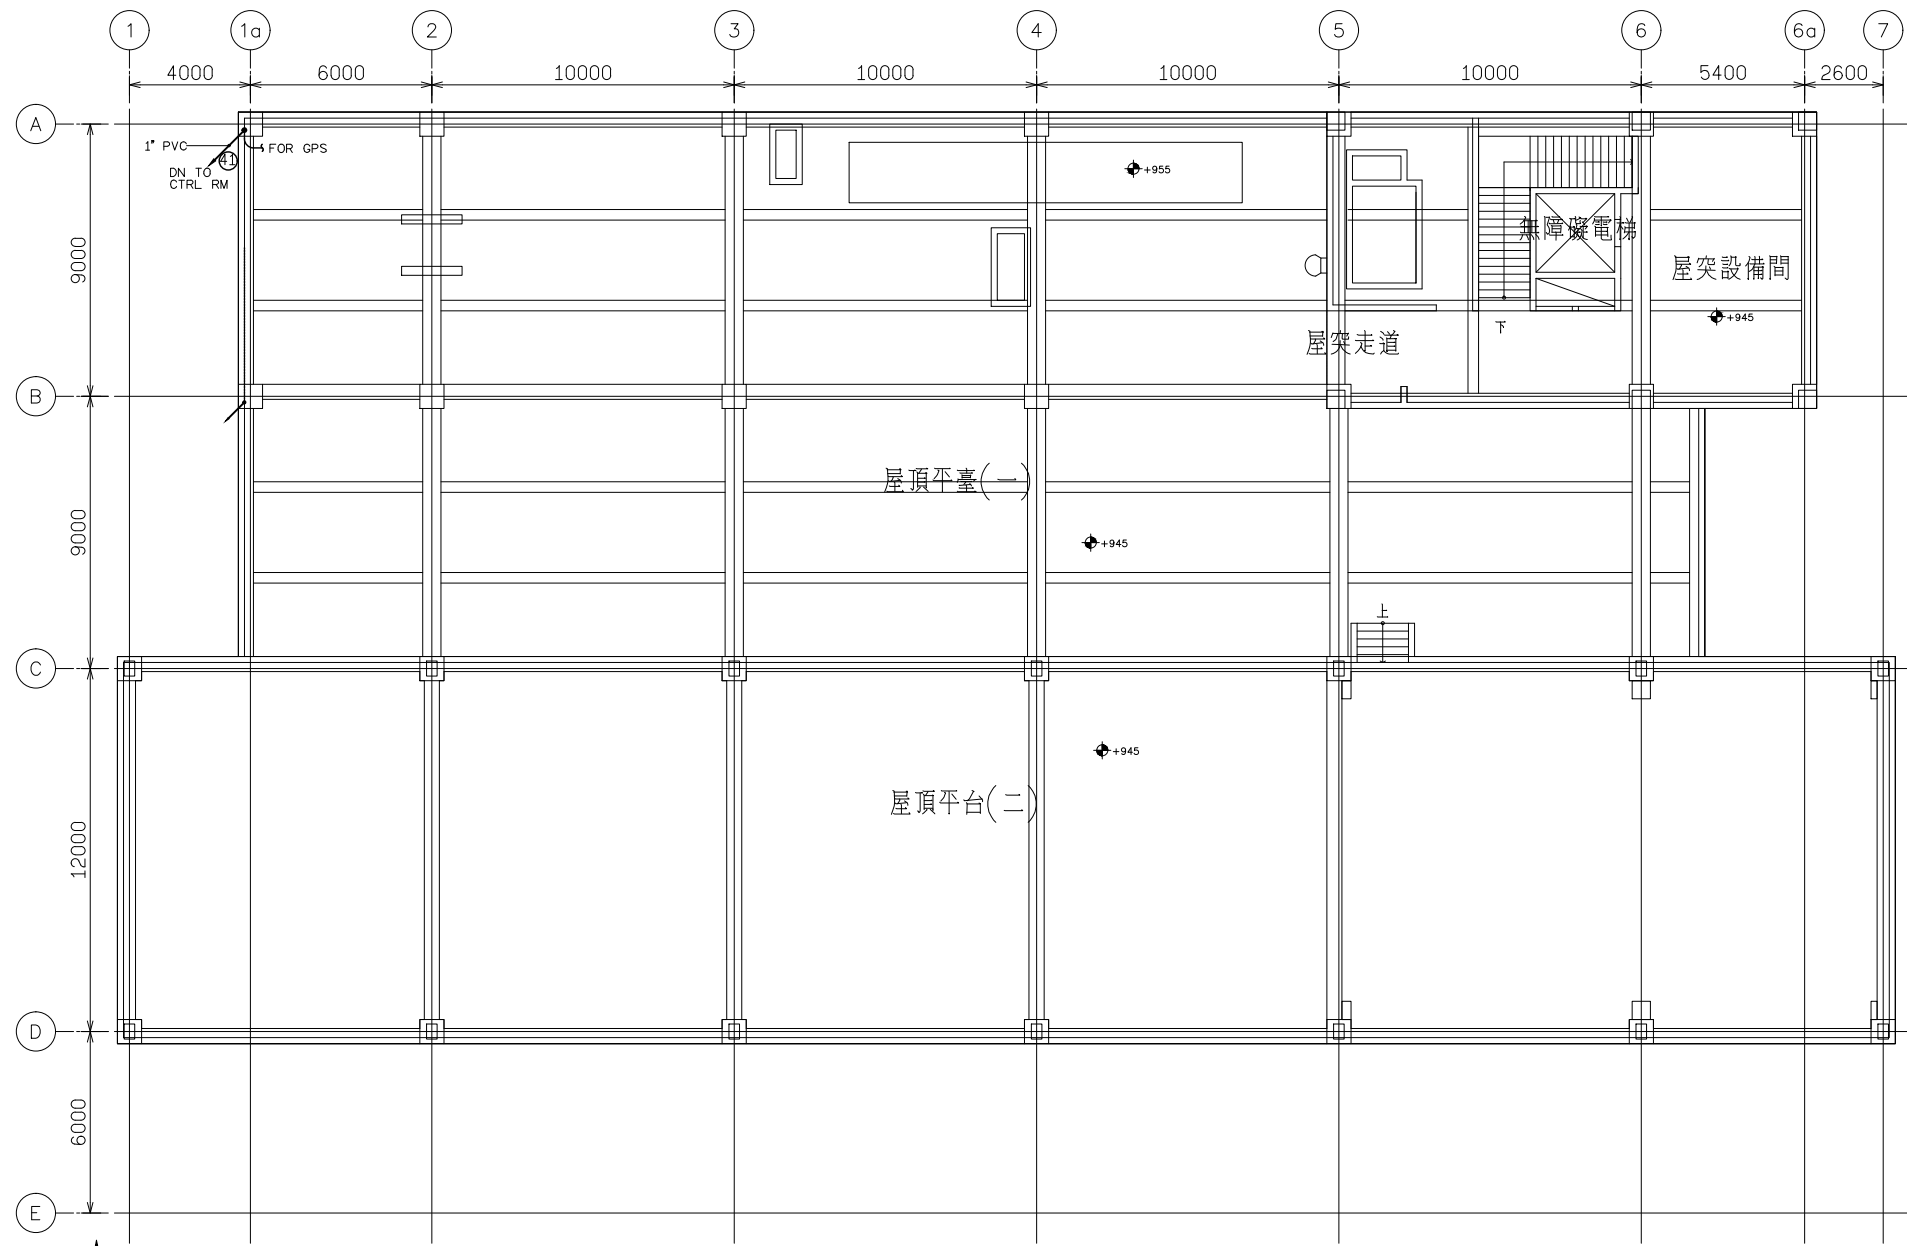 1 1a 2 3 4 5 6 6a 7
4000 6000 10000 10000 10000 10000 5400 2600
A
1" PVC
FOR GPS
41
DN TO
CTRL RM
+955
無障礙電梯
9000
屋突設備間
+945
下
屋突走道
B
屋頂平臺(一)
9000
+945
上
C
+945
屋頂平台(二)
12000
D
6000
E